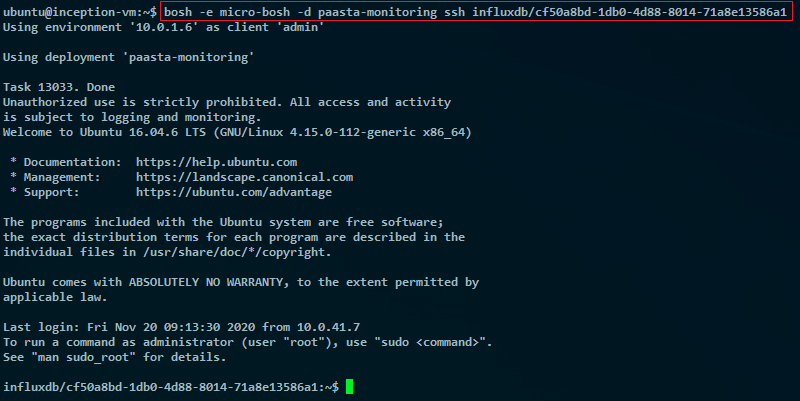 ubuntu@inception-vm:~$ bosh -e micro-bosh -d paasta-monitoring ssh influxdb/cf50a8bd-1db0-4d88-8014-71a8e13586a1
Using environment '10.0.1.6' as client 'admin'
Using deployment 'paasta-monitoring'
Task 13033. Done
Unauthorized use is strictly prohibited. All access and activity
is subject to logging and monitoring.
Welcome to Ubuntu 16.04.6 LTS (GNU/Linux 4.15.0-112-generic x86_64)
* Documentation:  https://help.ubuntu.com
* Management:     https://landscape.canonical.com
* Support:        https://ubuntu.com/advantage
The programs included with the Ubuntu system are free software;
the exact distribution terms for each program are described in the
individual files in /usr/share/doc/*/copyright.
Ubuntu comes with ABSOLUTELY NO WARRANTY, to the extent permitted by
applicable law.
Last login: Fri Nov 20 09:13:30 2020 from 10.0.41.7
To run a command as administrator (user "root"), use "sudo <command>".
See "man sudo_root" for details.
influxdb/cf50a8bd-1db0-4d88-8014-71a8e13586a1:~$